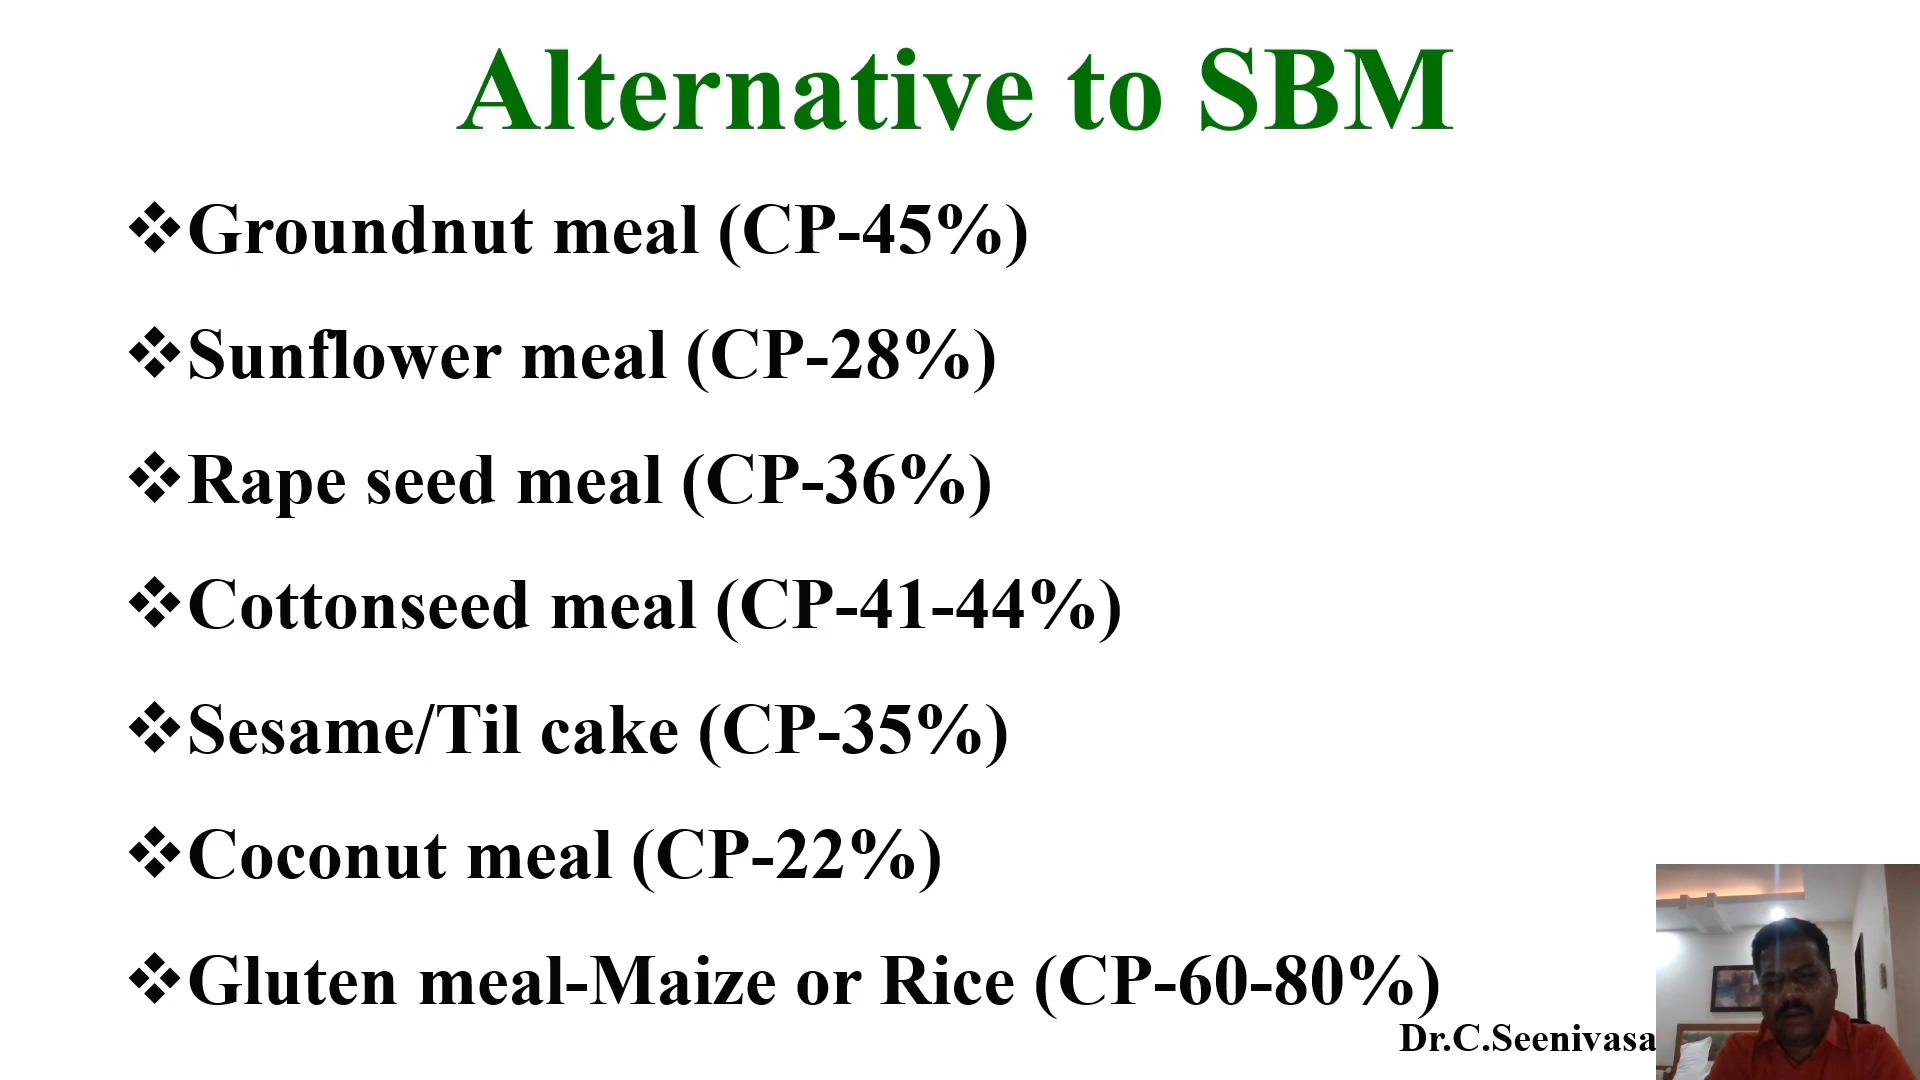 Alternative to SBM
❖Groundnut meal (CP-45%)
❖Sunflower meal (CP-28%)
❖Rape seed meal (CP-36%)
❖Cottonseed meal (CP-41-44%)
❖Sesame/Til cake (CP-35%)
❖Coconut meal (CP-22%)
❖Gluten meal-Maize or Rice (CP-60-80%)
Dr.C.Seenivasa